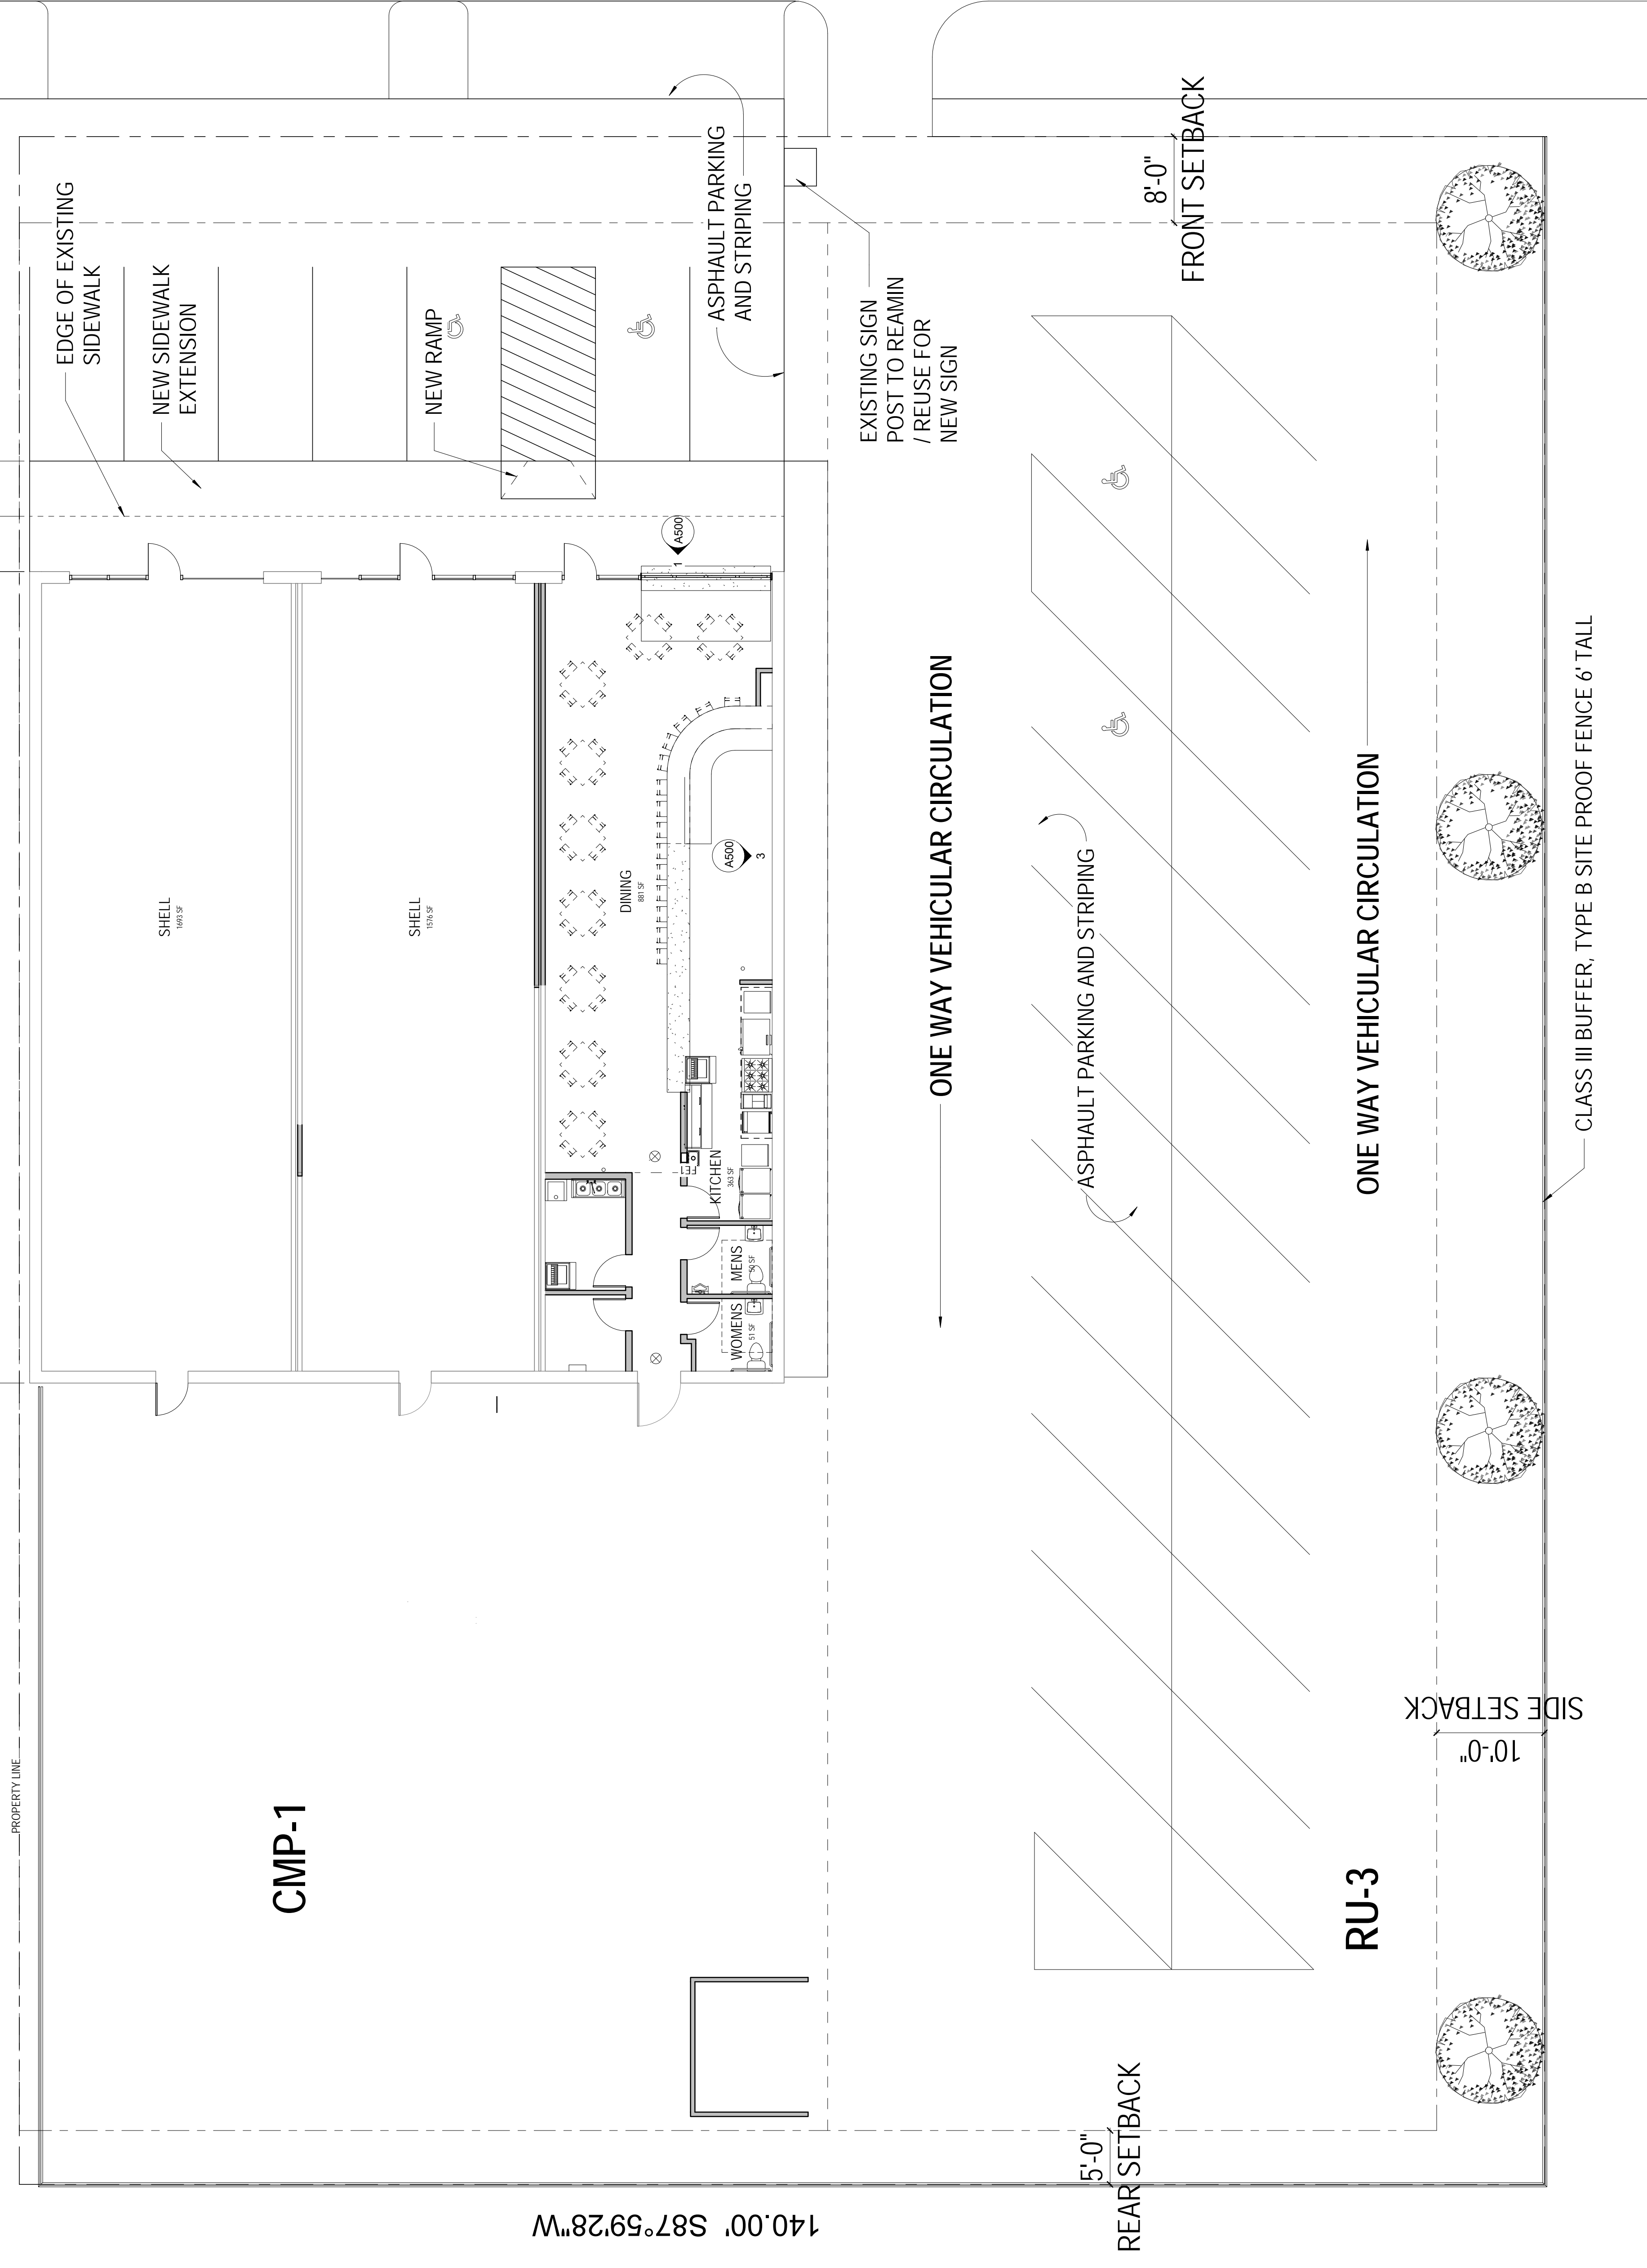 PROPERTY LINE
EDGE OF EXISTING
SIDEWALK
NEW SIDEWALK
EXTENSION
NEW RAMP
ASPHAULT PARKING
AND STRIPING
EXISTING SIGN
POST TO REAMIN
/ REUSE FOR
NEW SIGN
8'-0"
FRONT SETBACK
SHELL
1693 SF
SHELL
1576 SF
DINING
881 SF
1
A500
A500
3
FE1
KITCHEN
363 SF
MENS
50 SF
WOMENS
51 SF
ONE WAY VEHICULAR CIRCULATION
ASPHAULT PARKING AND STRIPING
ONE WAY VEHICULAR CIRCULATION
CLASS III BUFFER, TYPE B SITE PROOF FENCE 6' TALL
CMP-1
RU-3
SIDE SETBACK
10'-0"
5'-0"
REAR SETBACK
140.00' S87°59'28"W